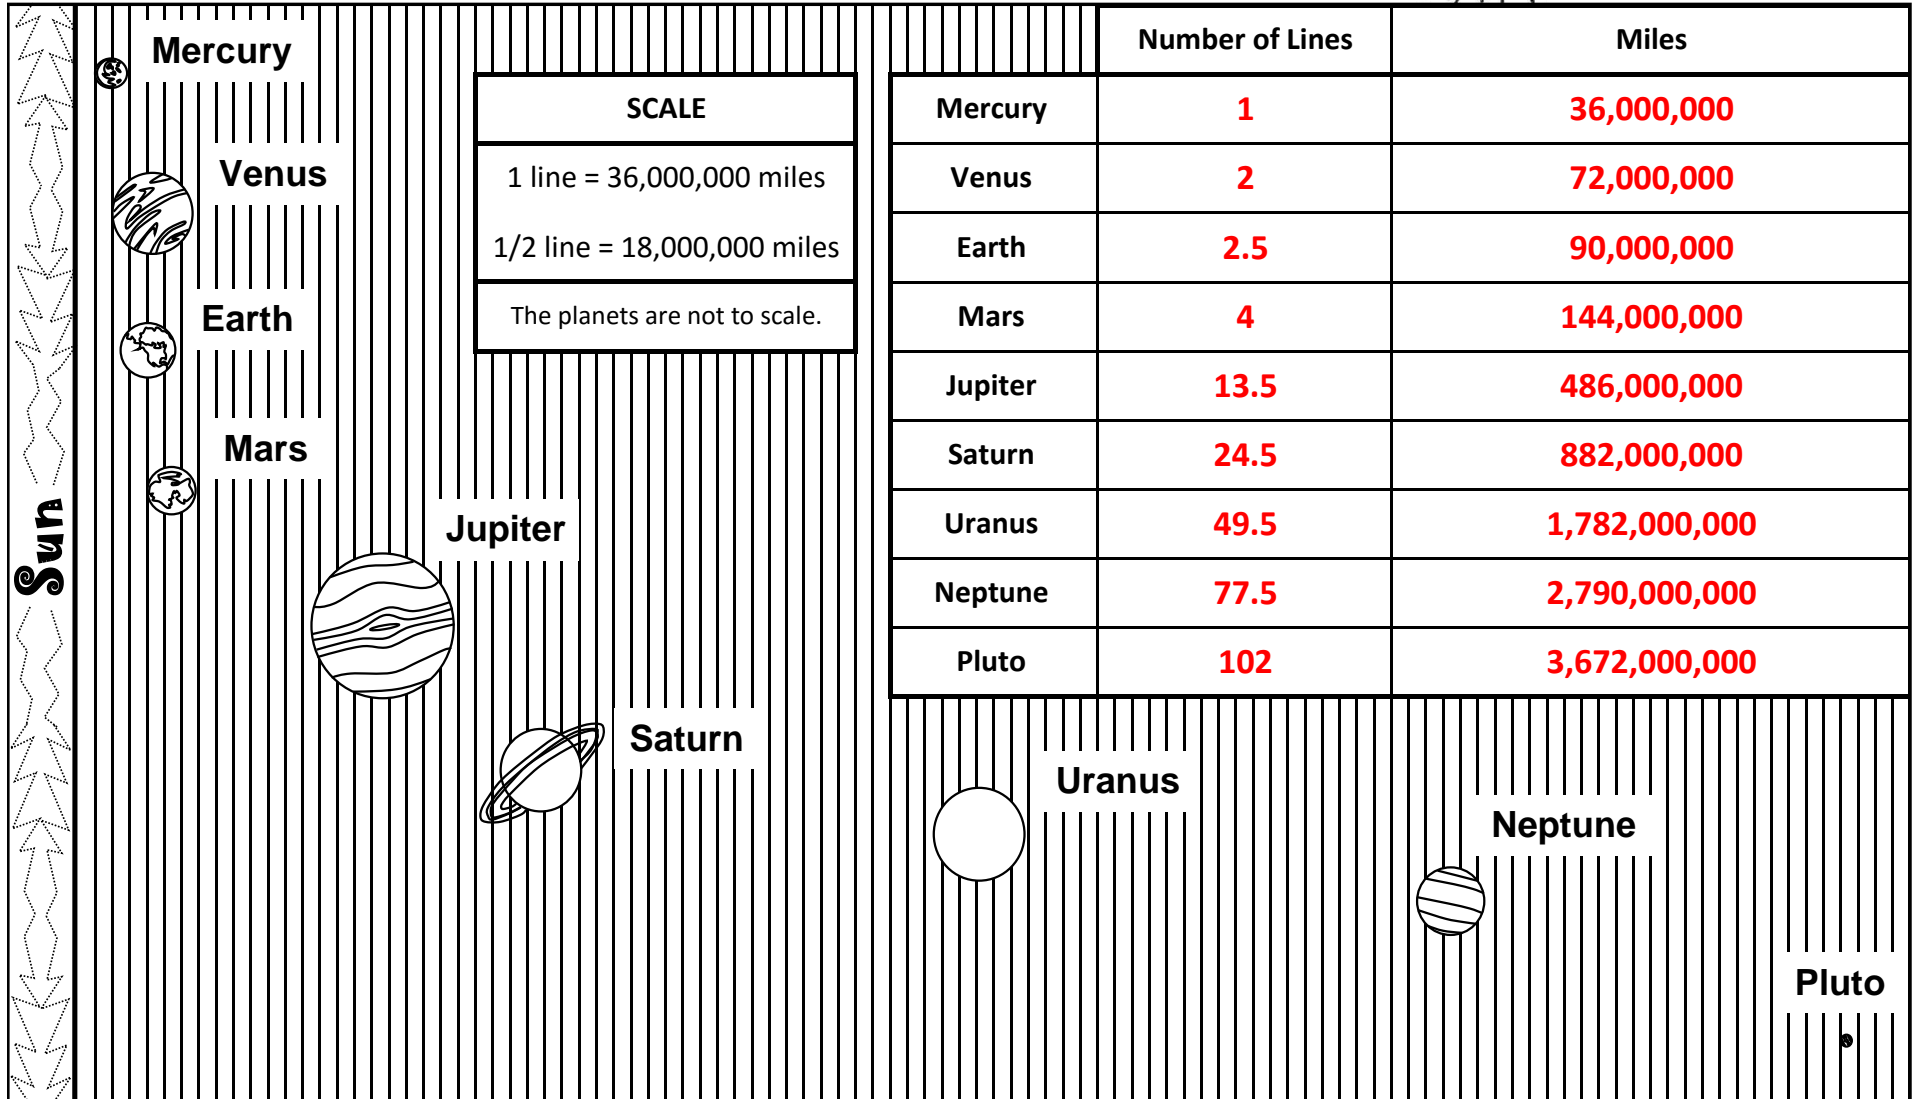 Number of Lines Miles
Mercury
SCALE
Mercury 1 36,000,000
Venus
1 line = 36,000,000 miles
Venus 2 72,000,000
1/2 line = 18,000,000 miles
Earth 2.5 90,000,000
Earth
The planets are not to scale.
Mars 4 144,000,000
Jupiter 13.5 486,000,000
Mars
Saturn 24.5 882,000,000
Sun
Jupiter
Uranus 49.5 1,782,000,000
Neptune 77.5 2,790,000,000
Pluto 102 3,672,000,000
Saturn
Uranus
Neptune
Pluto